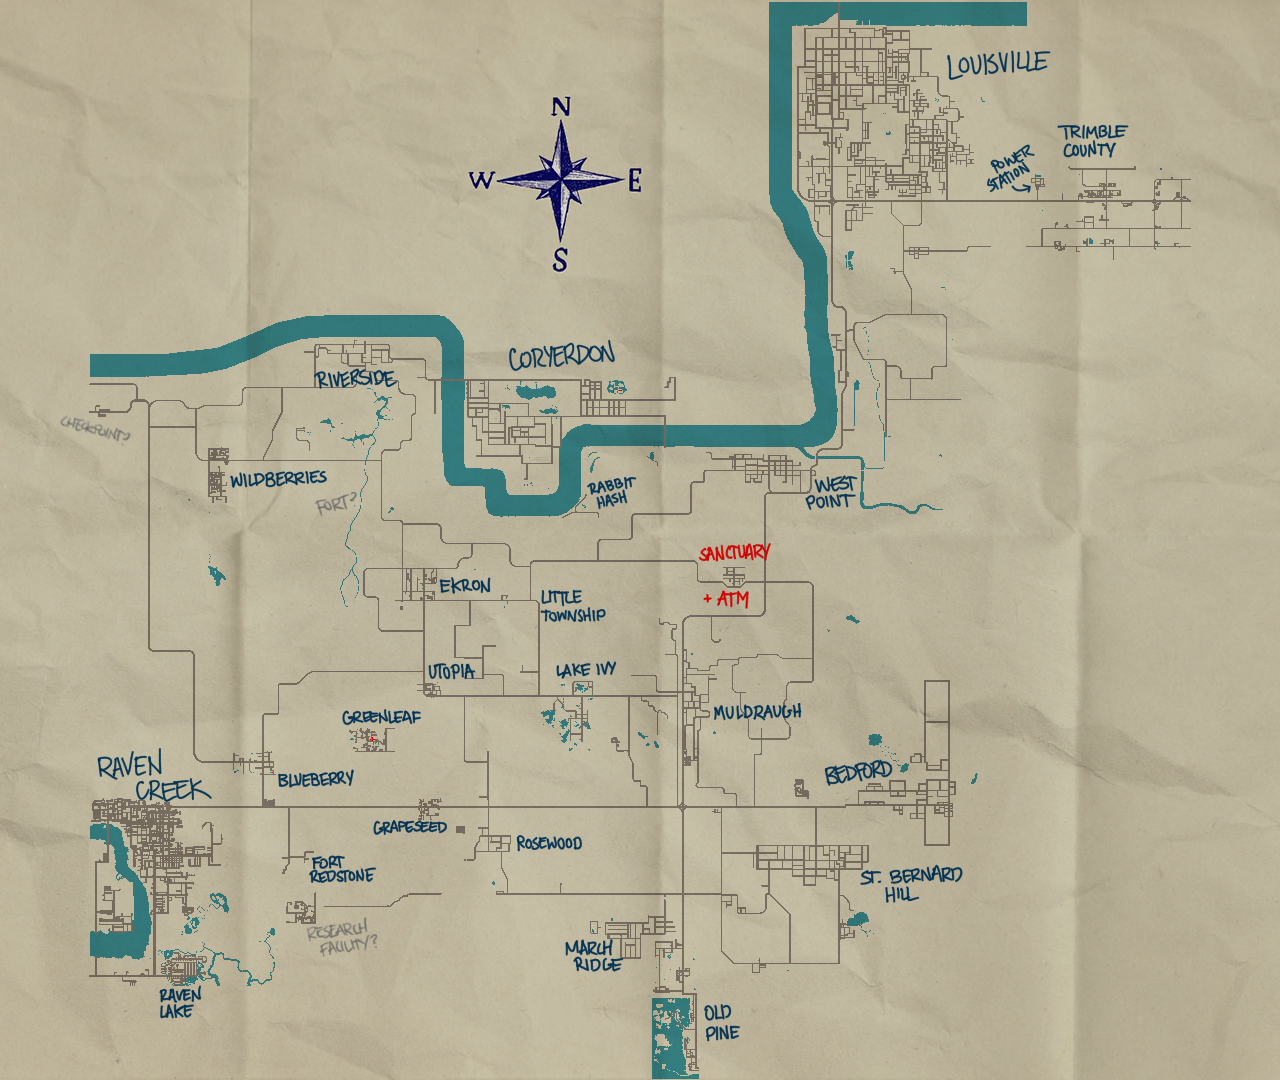 LOUISVILLE
N
W
E
S
TRIMBLE
COUNTY
POWER
STATION
CORYERDON
RIVERSIDE
CHECKPOINT?
WILDBERRIES
FORT?
RABBIT
HASH
WEST
POINT
SANCTUARY
+ ATM
EKRON
LITTLE
TOWNSHIP
UTOPIA
LAKE IVY
GREENLEAF
MULDRAUGH
RAVEN
CREEK
BLUEBERRY
BEDFORD
GRAPESEED
ROSEWOOD
FORT
REDSTONE
ST. BERNARD
HILL
RESEARCH
FACILITY?
MARCH
RIDGE
RAVEN
LAKE
OLD
PINE